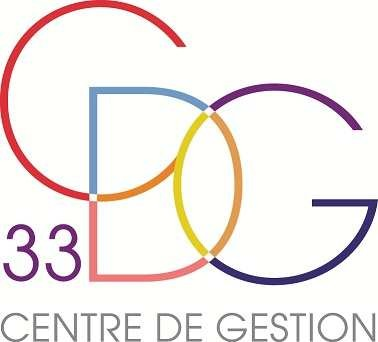 CDG
33
CENTRE DE GESTION